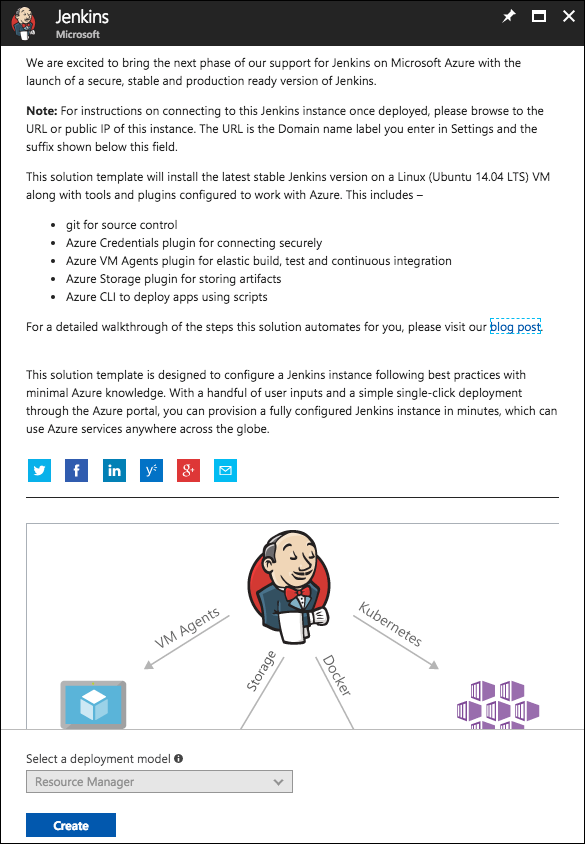 Jenkins
Microsoft
We are excited to bring the next phase of our support for Jenkins on Microsoft Azure with the
launch of a secure, stable and production ready version of Jenkins.
Note: For instructions on connecting to this Jenkins instance once deployed, please browse to the
URL or public IP of this instance. The URL is the Domain name label you enter in Settings and the
suffix shown below this field.
This solution template will install the latest stable Jenkins version on a Linux (Ubuntu 14.04 LTS) VM
along with tools and plugins configured to work with Azure. This includes –
• git for source control
• Azure Credentials plugin for connecting securely
• Azure VM Agents plugin for elastic build, test and continuous integration
• Azure Storage plugin for storing artifacts
• Azure CLI to deploy apps using scripts
For a detailed walkthrough of the steps this solution automates for you, please visit our blog post.
This solution template is designed to configure a Jenkins instance following best practices with
minimal Azure knowledge. With a handful of user inputs and a simple single-click deployment
through the Azure portal, you can provision a fully configured Jenkins instance in minutes, which can
use Azure services anywhere across the globe.
VM Agents
Kubernetes
Storage
Docker
Select a deployment model
Resource Manager
Create